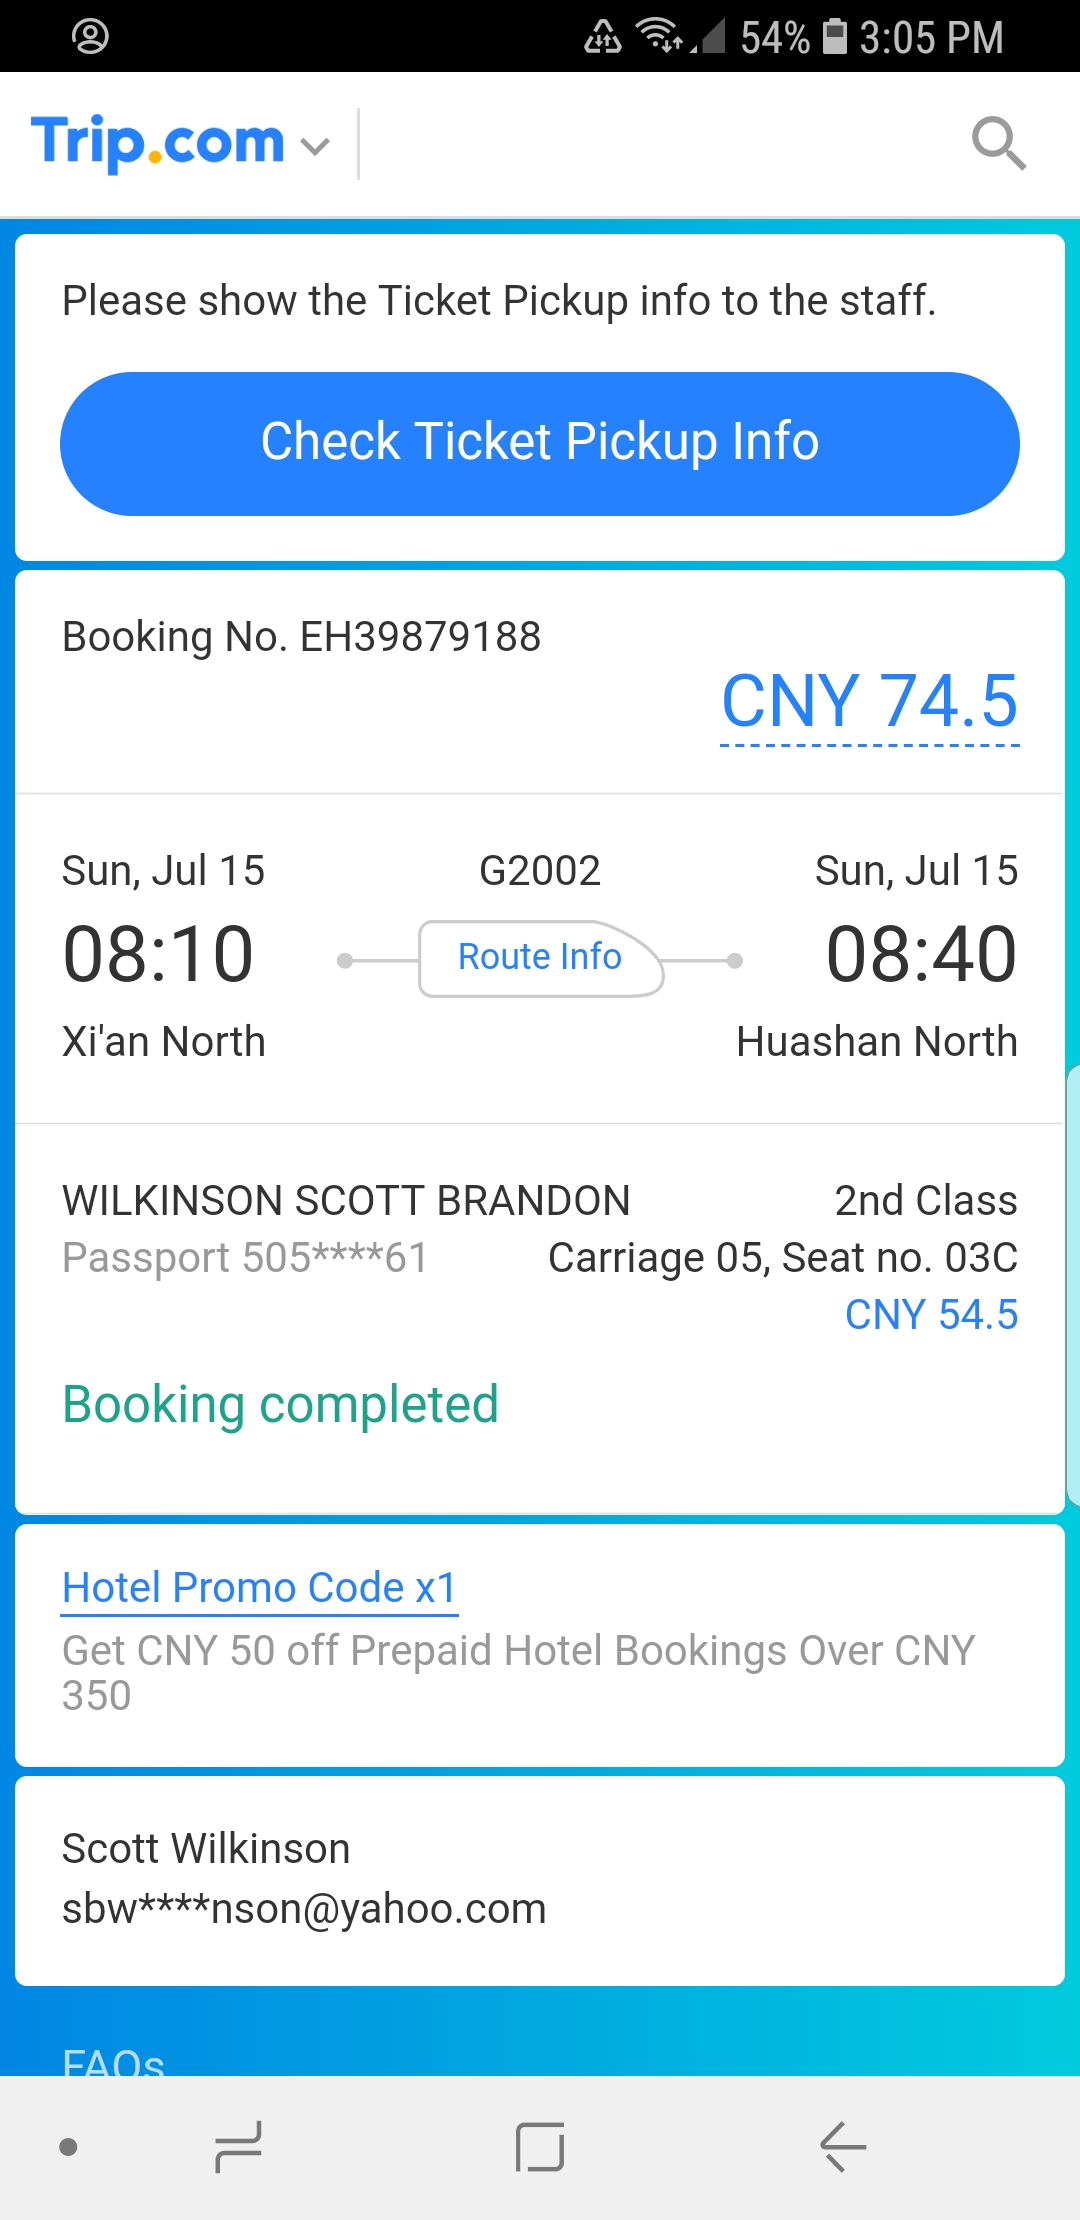 54% 3:05 PM
Trip.com
Please show the Ticket Pickup info to the staff.
Check Ticket Pickup Info
Booking No. EH39879188
CNY 74.5
Sun, Jul 15 G2002 Sun, Jul 15
08:10 Route Info 08:40
Xi'an North Huashan North
WILKINSON SCOTT BRANDON 2nd Class
Passport 505****61 Carriage 05, Seat no. 03C
CNY 54.5
Booking completed
Hotel Promo Code x1
Get CNY 50 off Prepaid Hotel Bookings Over CNY
350
Scott Wilkinson
sbw****nson@yahoo.com
FAQs